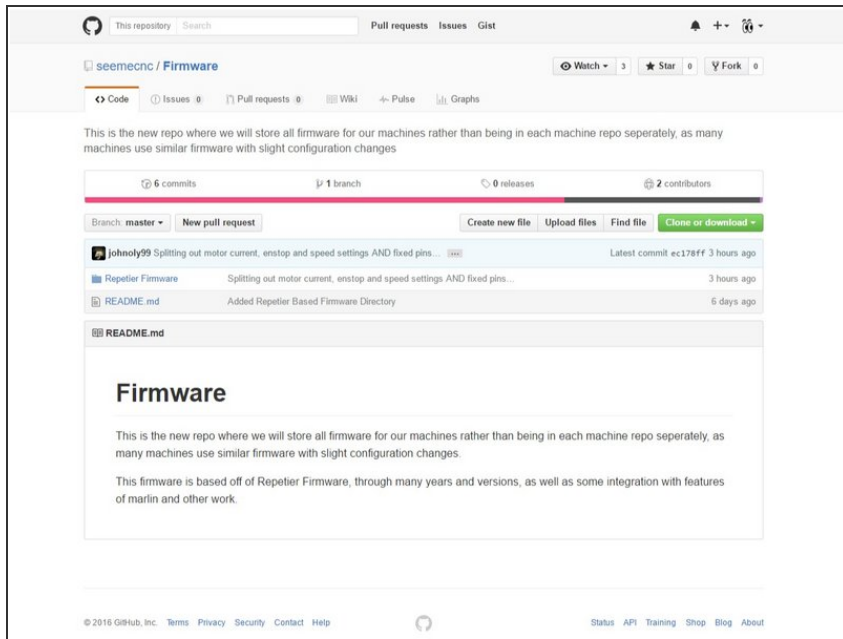 This repository Search Pull requests Issues Gist
seemecnc / Firmware Watch 3 Star 0 Fork 0
Code Issues 0 Pull requests 0 Wiki Pulse Graphs
This is the new repo where we will store all firmware for our machines rather than being in each machine repo seperately, as many
machines use similar firmware with slight configuration changes
6 commits 1 branch 0 releases 2 contributors
Branch: master New pull request Create new file Upload files Find file Clone or download
johnoly99 Splitting out motor current, enstop and speed settings AND fixed pins… Latest commit ec178ff 3 hours ago
Repetier Firmware Splitting out motor current, enstop and speed settings AND fixed pins… 3 hours ago
README.md Added Repetier Based Firmware Directory 6 days ago
README.md
Firmware
This is the new repo where we will store all firmware for our machines rather than being in each machine repo seperately, as
many machines use similar firmware with slight configuration changes.
This firmware is based off of Repetier Firmware, through many years and versions, as well as some integration with features
of marlin and other work.
© 2016 GitHub, Inc. Terms Privacy Security Contact Help Status API Training Shop Blog About